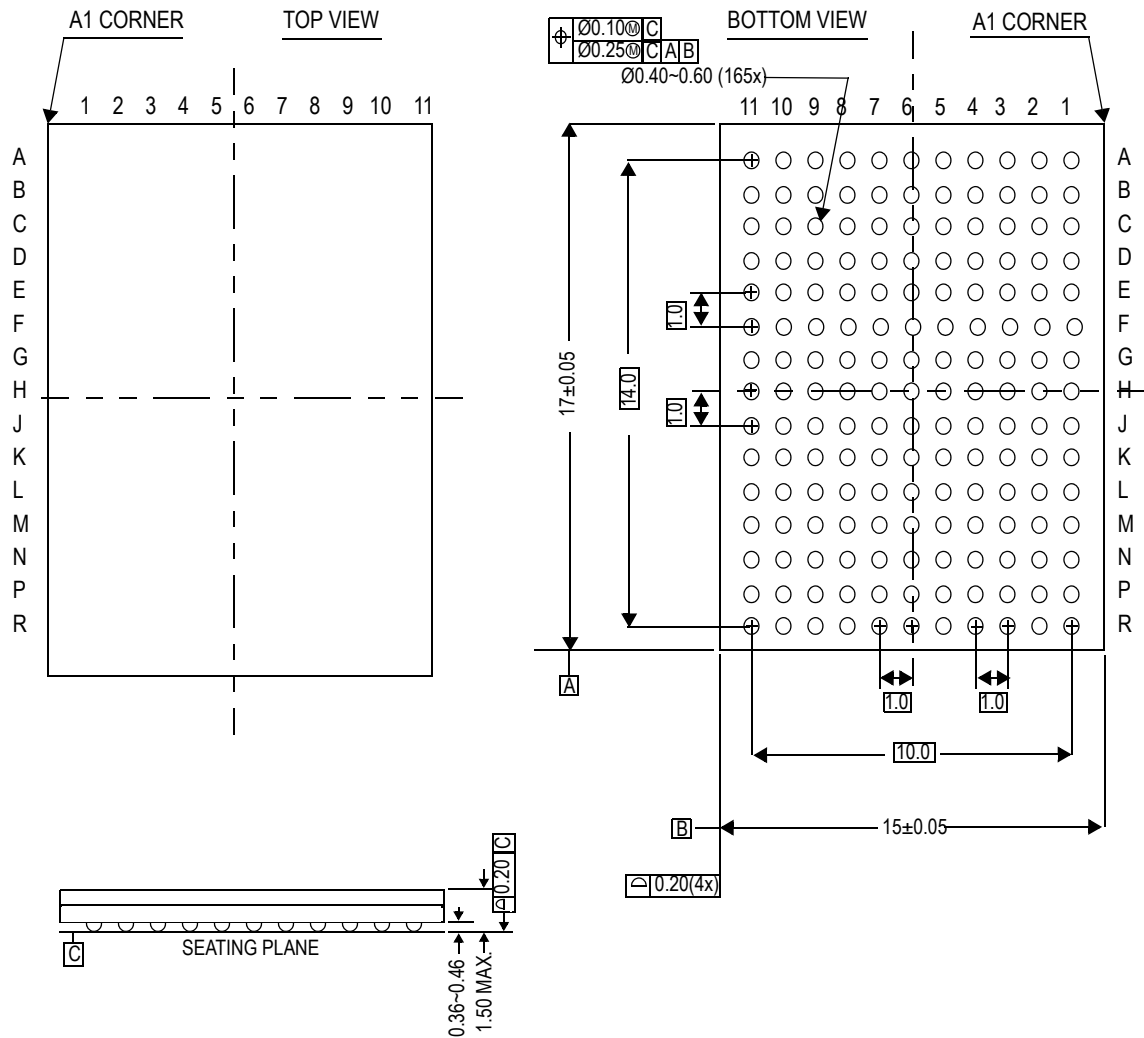 A1 CORNER
TOP VIEW
BOTTOM VIEW
A1 CORNER
Ø0.10Ⓜ C
Ø0.25Ⓜ C A B
Ø0.40~0.60 (165x)
1 2 3 4 5 6 7 8 9 10 11
11 10 9 8 7 6 5 4 3 2 1
A
B
C
D
E
F
G
H
J
K
L
M
N
P
R
A
B
C
D
E
F
G
H
J
K
L
M
N
P
R
17±0.05
14.0
1.0
1.0
A
1.0
1.0
10.0
B
15±0.05
0.20(4x)
0.20 C
C
SEATING PLANE
0.36~0.46
1.50 MAX.